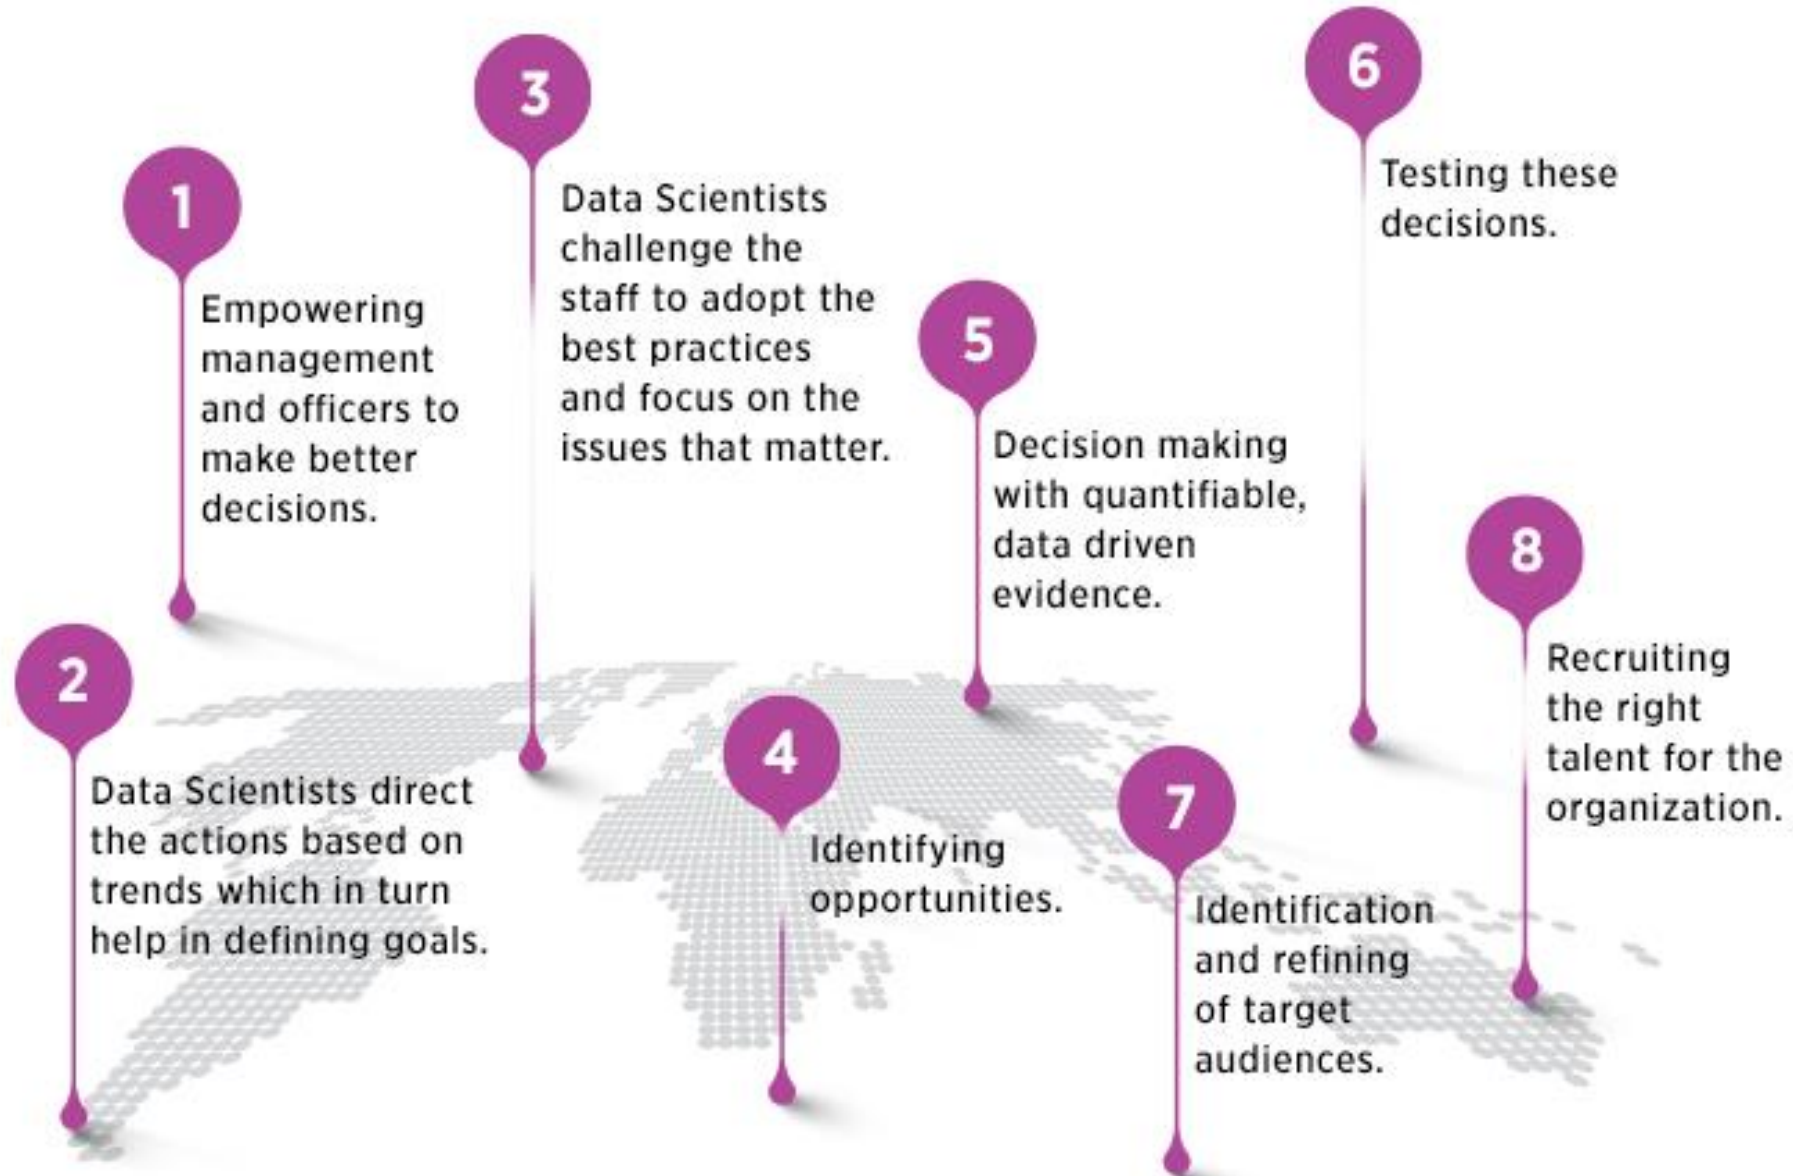 1
Empowering
management
and officers to
make better
decisions.
2
Data Scientists direct
the actions based on
trends which in turn
help in defining goals.
3
Data Scientists
challenge the
staff to adopt the
best practices
and focus on the
issues that matter.
4
Identifying
opportunities.
5
Decision making
with quantifiable,
data driven
evidence.
6
Testing these
decisions.
7
Identification
and refining
of target
audiences.
8
Recruiting
the right
talent for the
organization.